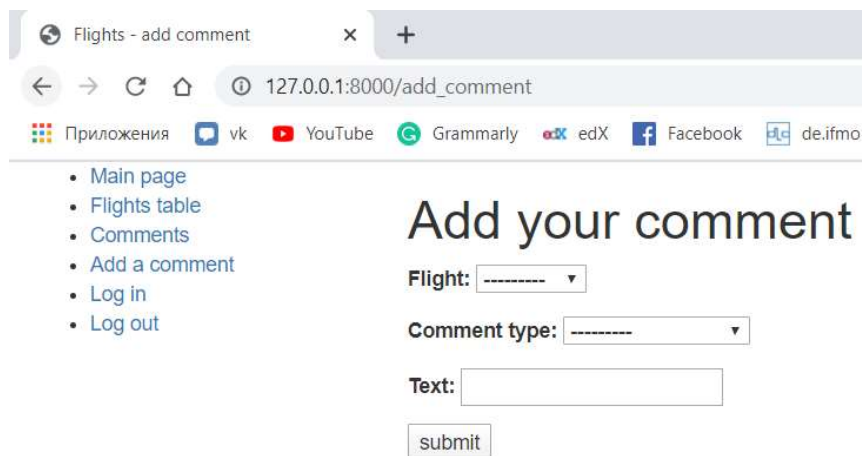 Flights - add comment
127.0.0.1:8000/add_comment
Приложения vk YouTube Grammarly edX edX Facebook de.ifmo
Main page
Flights table
Comments
Add a comment
Log in
Log out
Add your comment
Flight: ---------
Comment type: ---------
Text:
submit